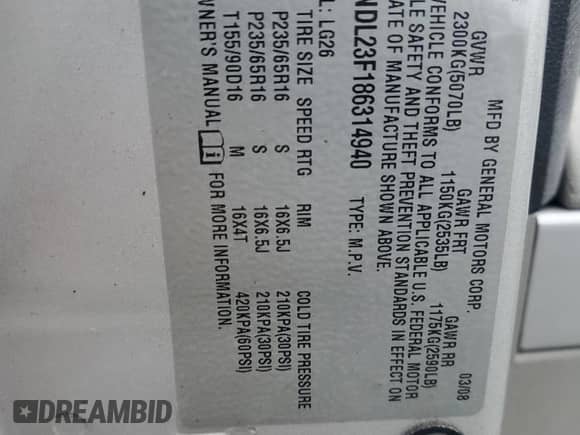 MFD BY GENERAL MOTORS CORP. 03/08
GVWR GAWR FRT GAWR RR
2300KG(5070LB) 1150KG(2535LB) 1175KG(2590LB)
VEHICLE CONFORMS TO ALL APPLICABLE U.S. FEDERAL MOTOR
LE SAFETY AND THEFT PREVENTION STANDARDS IN EFFECT ON
ATE OF MANUFACTURE SHOWN ABOVE.
NDL23F186314940 TYPE: M.P.V.
L: LG26
TIRE SIZE SPEED RTG RIM COLD TIRE PRESSURE
P235/65R16 S 16X6.5J 210KPA(30PSI)
P235/65R16 S 16X6.5J 210KPA(30PSI)
T155/90D16 M 16X4T 420KPA(60PSI)
WNER'S MANUAL i FOR MORE INFORMATION.
DREAMBID